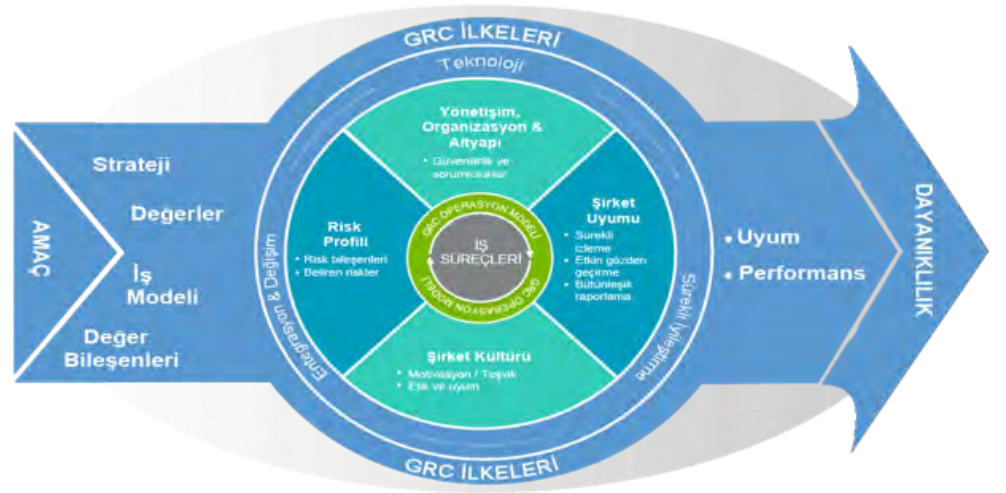 GRC İLKELERİ
Teknoloji
Yönetişim,
Organizasyon &
Altyapı
• Güvenilirlik ve
sorumluluklar
AMAÇ
Strateji
Değerler
İş
Modeli
Değer
Bileşenleri
Entegrasyon & Değişim
Risk
Profili
• Risk bileşenleri
• Beliren riskler
GRC OPERASYON MODELİ
İŞ
SÜREÇLERİ
GRC OPERASYON MODELİ
Şirket
Uyumu
• Sürekli
izleme
• Etkin gözden
geçirme
• Bütünleşik
raporlama
Sürekli İyileştirme
Şirket Kültürü
• Motivasyon / Teşvik
• Etik ve uyum
GRC İLKELERİ
• Uyum
• Performans
DAYANIKLILIK